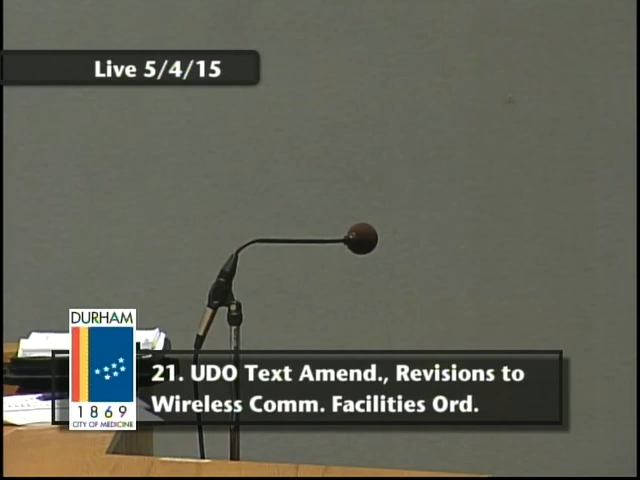 Live 5/4/15
DURHAM
1869
CITY OF MEDICINE
21. UDO Text Amend., Revisions to
Wireless Comm. Facilities Ord.